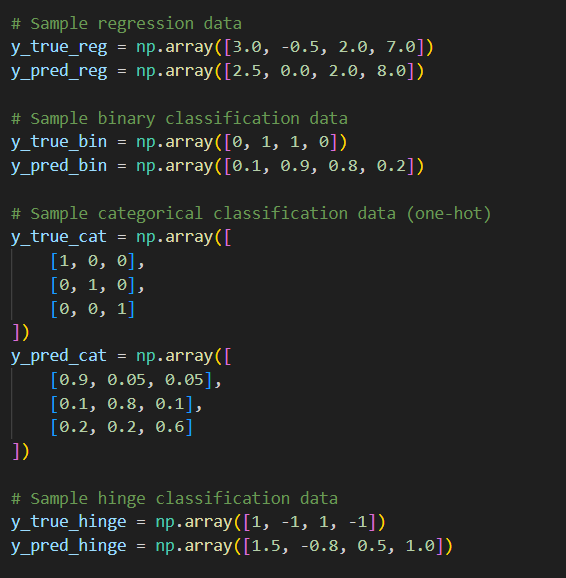 # Sample regression data
y_true_reg = np.array([3.0, -0.5, 2.0, 7.0])
y_pred_reg = np.array([2.5, 0.0, 2.0, 8.0])
# Sample binary classification data
y_true_bin = np.array([0, 1, 1, 0])
y_pred_bin = np.array([0.1, 0.9, 0.8, 0.2])
# Sample categorical classification data (one-hot)
y_true_cat = np.array([
    [1, 0, 0],
    [0, 1, 0],
    [0, 0, 1]
])
y_pred_cat = np.array([
    [0.9, 0.05, 0.05],
    [0.1, 0.8, 0.1],
    [0.2, 0.2, 0.6]
])
# Sample hinge classification data
y_true_hinge = np.array([1, -1, 1, -1])
y_pred_hinge = np.array([1.5, -0.8, 0.5, 1.0])